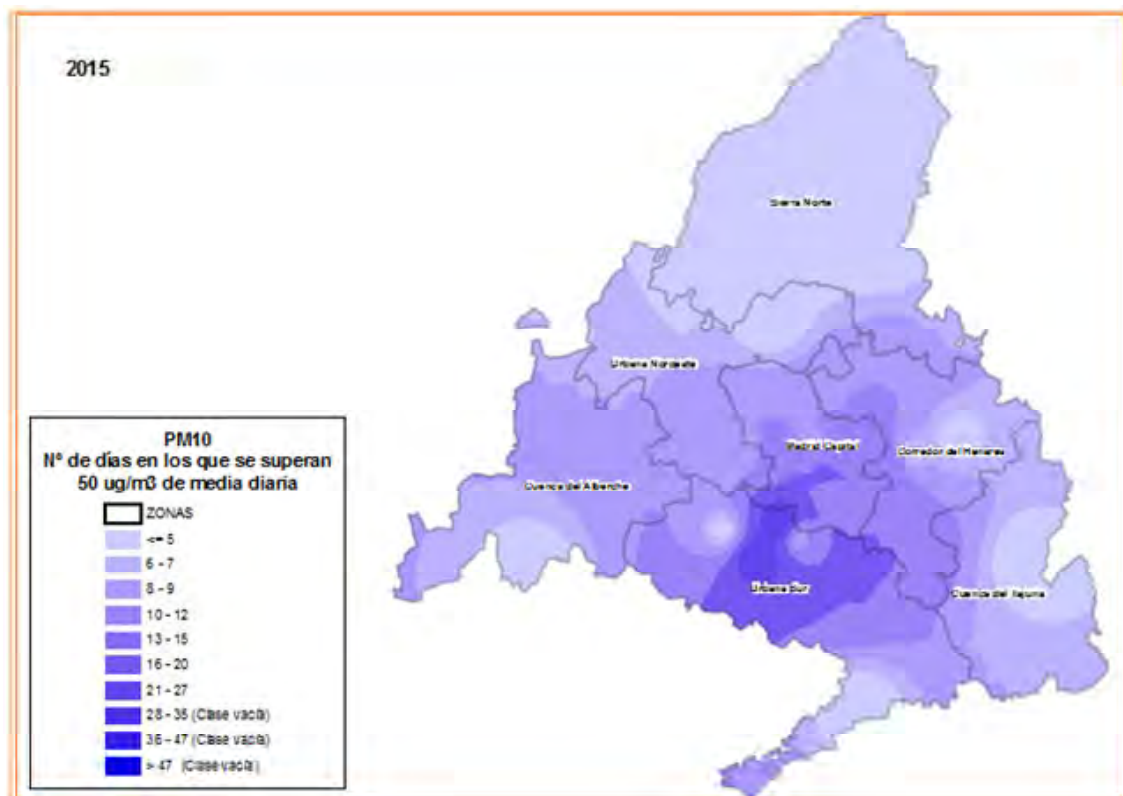 2015
Sierra Norte
Urbana Noroeste
Madrid Capital
Corredor del Henares
Cuenca del Alberche
Urbana Sur
Cuenca del Tajuña
PM10
Nº de días en los que se superan
50 ug/m3 de media diaría
ZONAS
<= 5
6 - 7
8 - 9
10 - 12
13 - 15
16 - 20
21 - 27
28 - 35 (Clase vacía)
36 - 47 (Clase vacía)
> 47 (Clase vacía)